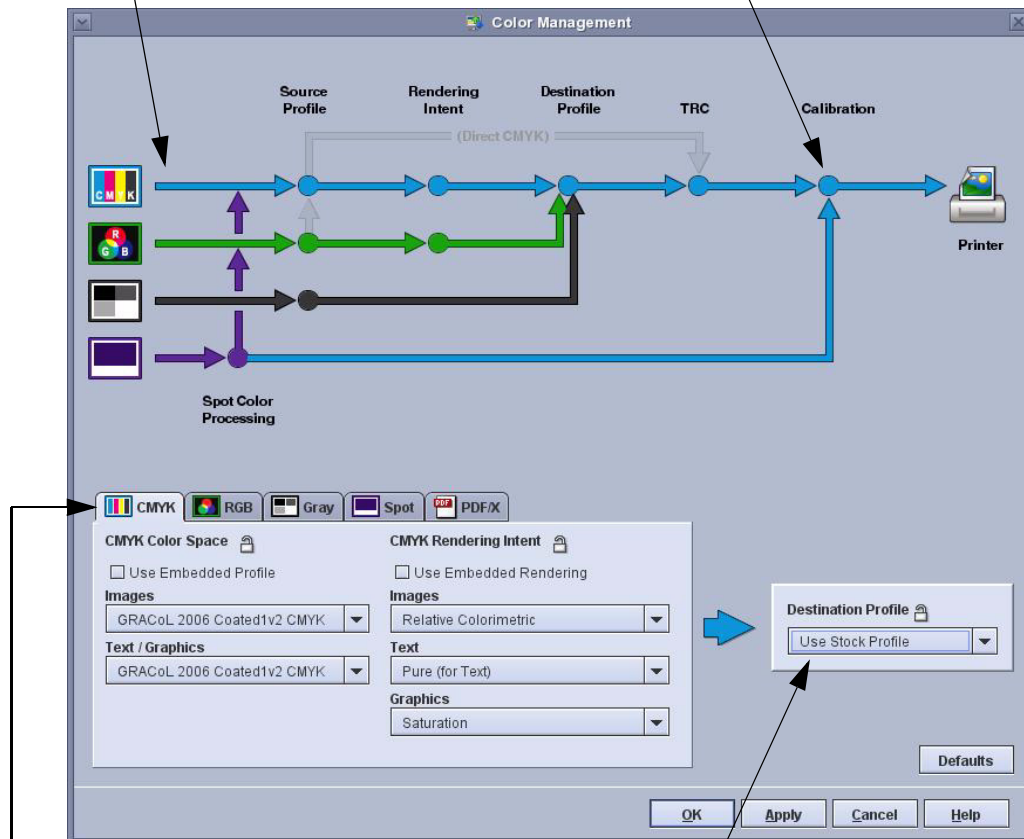 Color Management
Source Profile
Rendering Intent
Destination Profile
TRC
Calibration
(Direct CMYK)
CMYK
R
G B
Printer
Spot Color Processing
CMYK
RGB
Gray
Spot
PDF
PDF/X
CMYK Color Space
CMYK Rendering Intent
Use Embedded Profile
Use Embedded Rendering
Images
Images
GRACoL 2006 Coated1v2 CMYK
Relative Colorimetric
Text / Graphics
Text
GRACoL 2006 Coated1v2 CMYK
Pure (for Text)
Graphics
Saturation
Destination Profile
Use Stock Profile
Defaults
OK
Apply
Cancel
Help